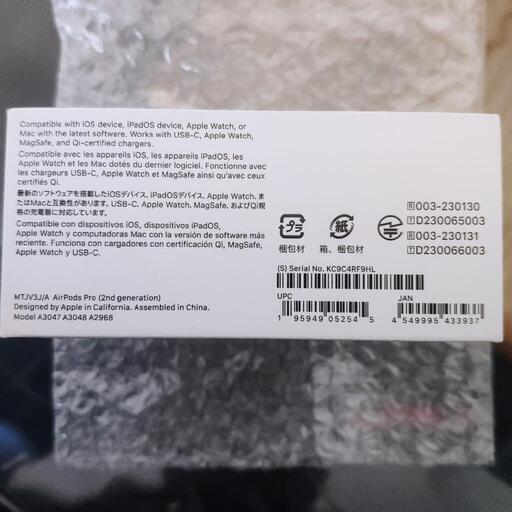 Compatible with iOS device, iPadOS device, Apple Watch, or
Mac with the latest software. Works with USB-C, Apple Watch,
MagSafe, and Qi-certified chargers.
Compatible avec les appareils iOS, les appareils iPadOS, les
Apple Watch et les Mac dotés du dernier logiciel. Fonctionne avec
les chargeurs USB-C, Apple Watch et MagSafe ainsi qu'avec ceux
certifiés Qi.
最新のソフトウェアを搭載したiOSデバイス、iPadOSデバイス、Apple Watch、ま
たはMacと互換性があります。USB-C、Apple Watch、MagSafe、およびQi規
格の充電器に対応しています。
Compatible con dispositivos iOS, dispositivos iPadOS,
Apple Watch y computadoras Mac con la versión de software más
reciente. Funciona con cargadores con certificación Qi, MagSafe,
Apple Watch y USB-C.
MTJV3J/A AirPods Pro (2nd generation)
Designed by Apple in California. Assembled in China.
Model A3047 A3048 A2968
プラ
梱包材
紙
箱、梱包材
R 003-230130
T D230065003
R 003-230131
T D230066003
(S) Serial No. KC9C4RF9HL
UPC
1 95949 05254 5
JAN
4 549995 433937